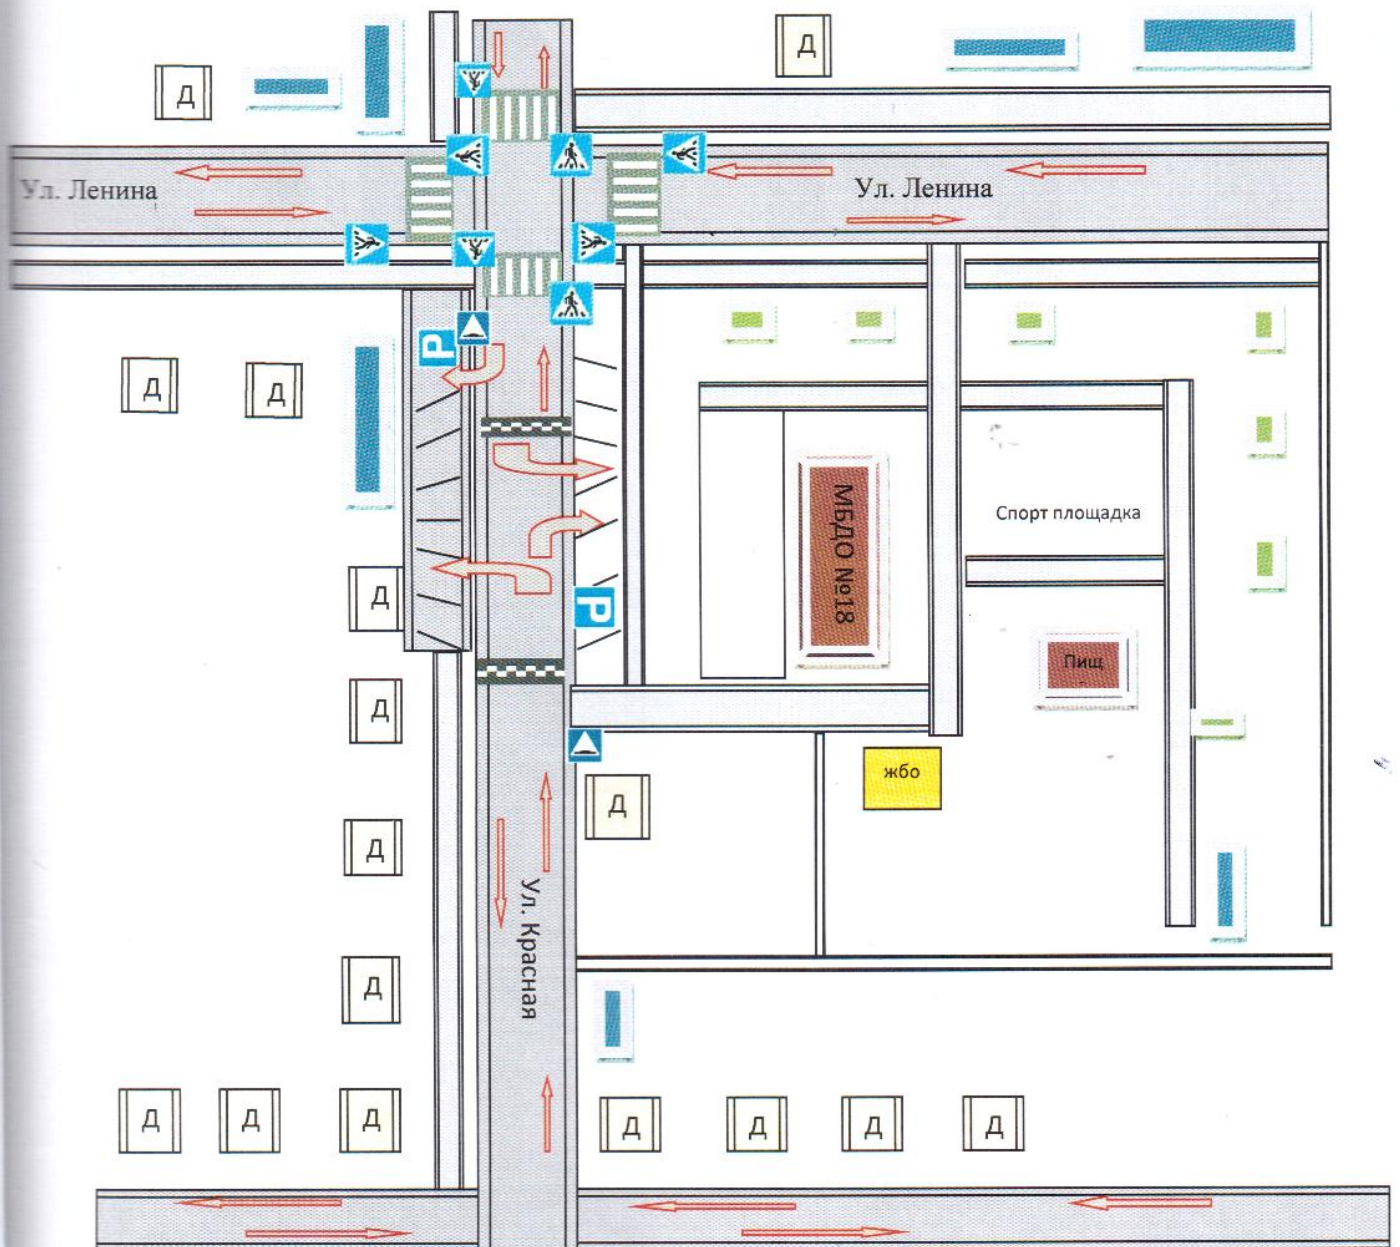 Д
Д
Ул. Ленина
Ул. Ленина
Р
Д
Д
МБДО №18
Спорт площадка
Д
Р
Пищ
Д
жбо
Д
Д
Ул. Красная
Д
Д
Д
Д
Д
Д
Д
Д